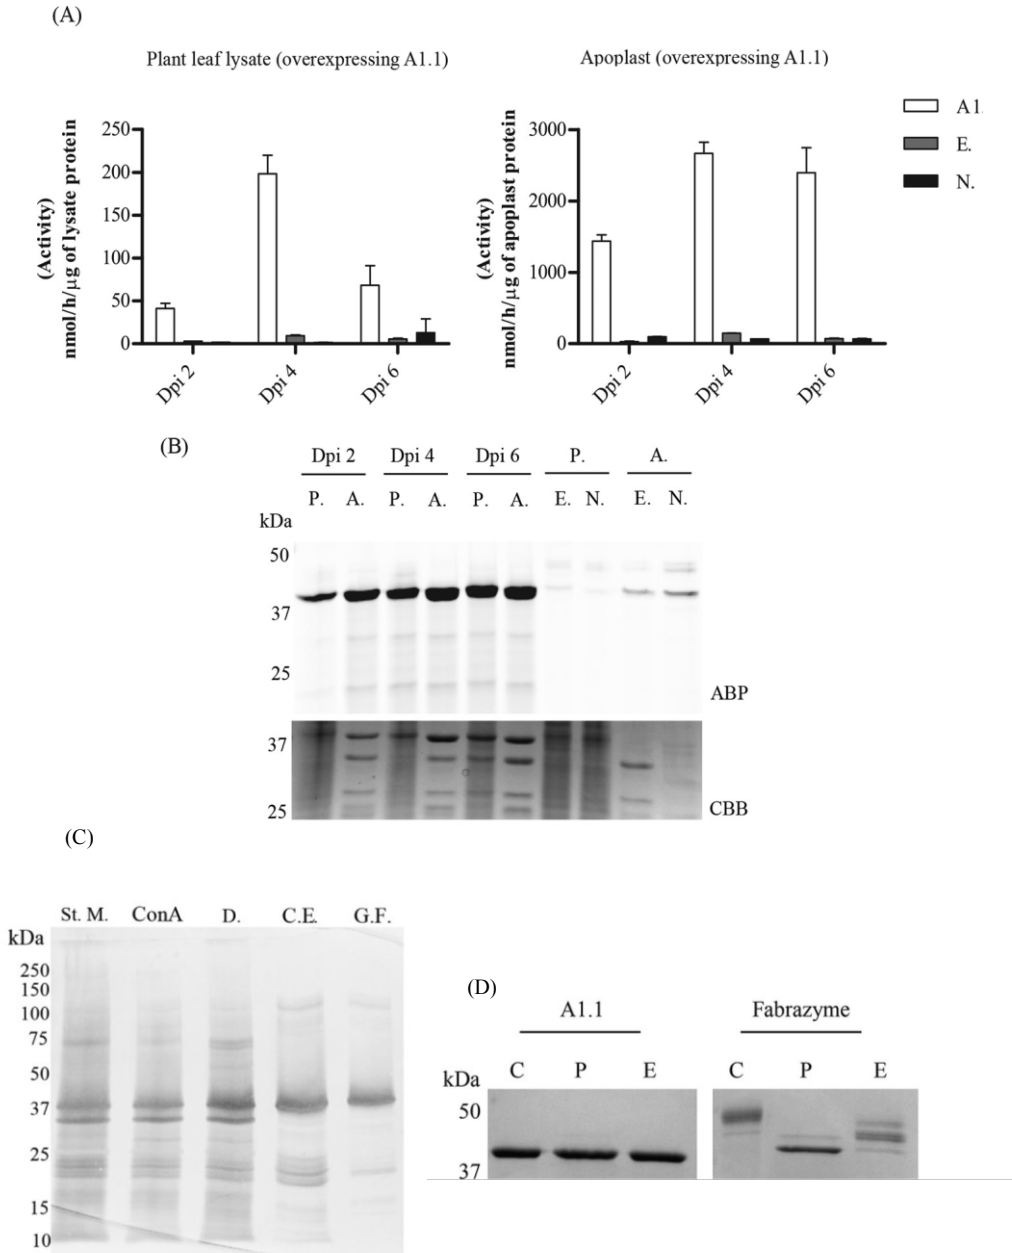 (A)
Plant leaf lysate (overexpressing A1.1)
Apoplast (overexpressing A1.1)
(Activity)
nmol/h/μg of lysate protein
250
200
150
100
50
0
Dpi 2
Dpi 4
Dpi 6
(Activity)
nmol/h/μg of apoplast protein
3000
2000
1000
0
Dpi 2
Dpi 4
Dpi 6
A1.
E.
N.
(B)
Dpi 2 Dpi 4 Dpi 6 P. A.
P. A. P. A. P. A. E. N. E. N.
kDa
50
37
25
ABP
37
25
CBB
(C)
St. M. ConA D. C.E. G.F.
kDa
250
150
100
75
50
37
25
15
10
(D)
A1.1 Fabrazyme
C P E C P E
kDa
50
37